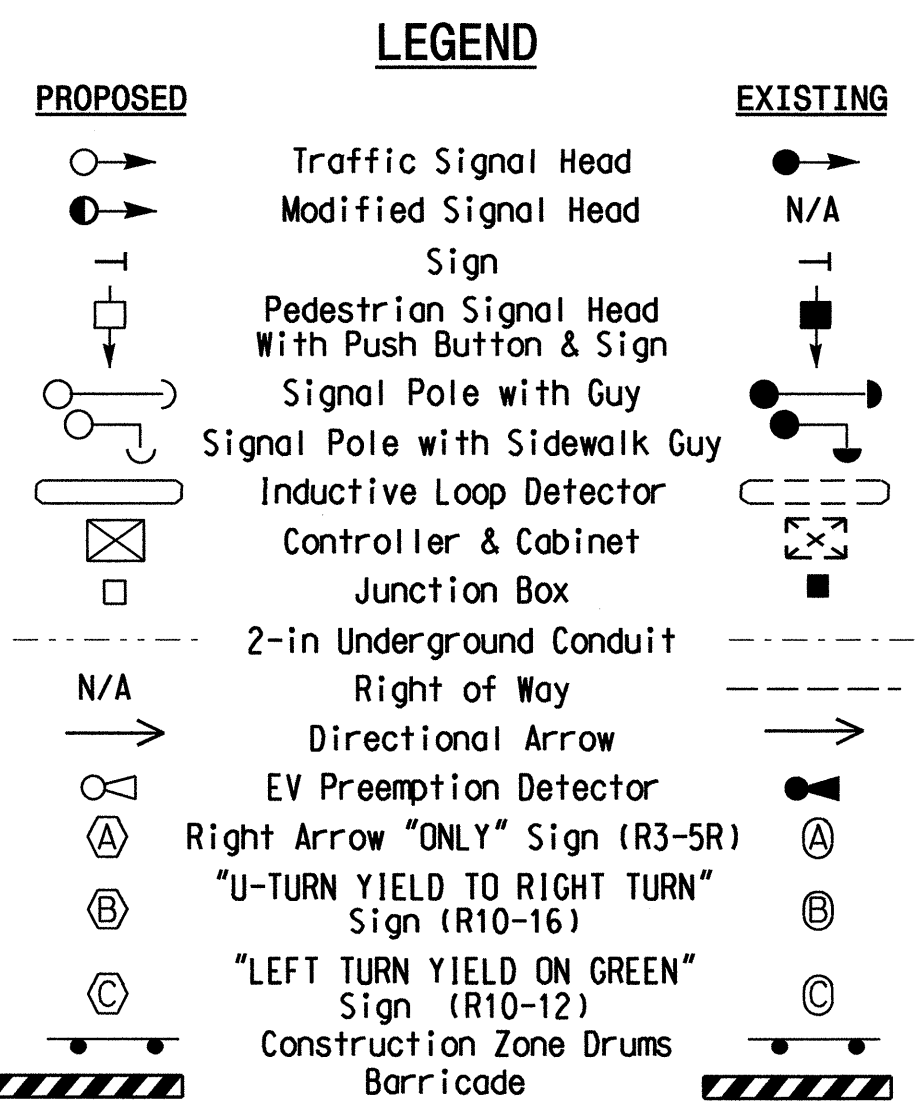 LEGEND
PROPOSED EXISTING
Traffic Signal Head
Modified Signal Head N/A
Sign
Pedestrian Signal Head
With Push Button & Sign
Signal Pole with Guy
Signal Pole with Sidewalk Guy
Inductive Loop Detector
Controller & Cabinet
Junction Box
2-in Underground Conduit
N/A Right of Way
Directional Arrow
EV Preemption Detector
A Right Arrow "ONLY" Sign (R3-5R) A
"U-TURN YIELD TO RIGHT TURN"
B Sign (R10-16) B
"LEFT TURN YIELD ON GREEN"
C Sign (R10-12) C
Construction Zone Drums
Barricade